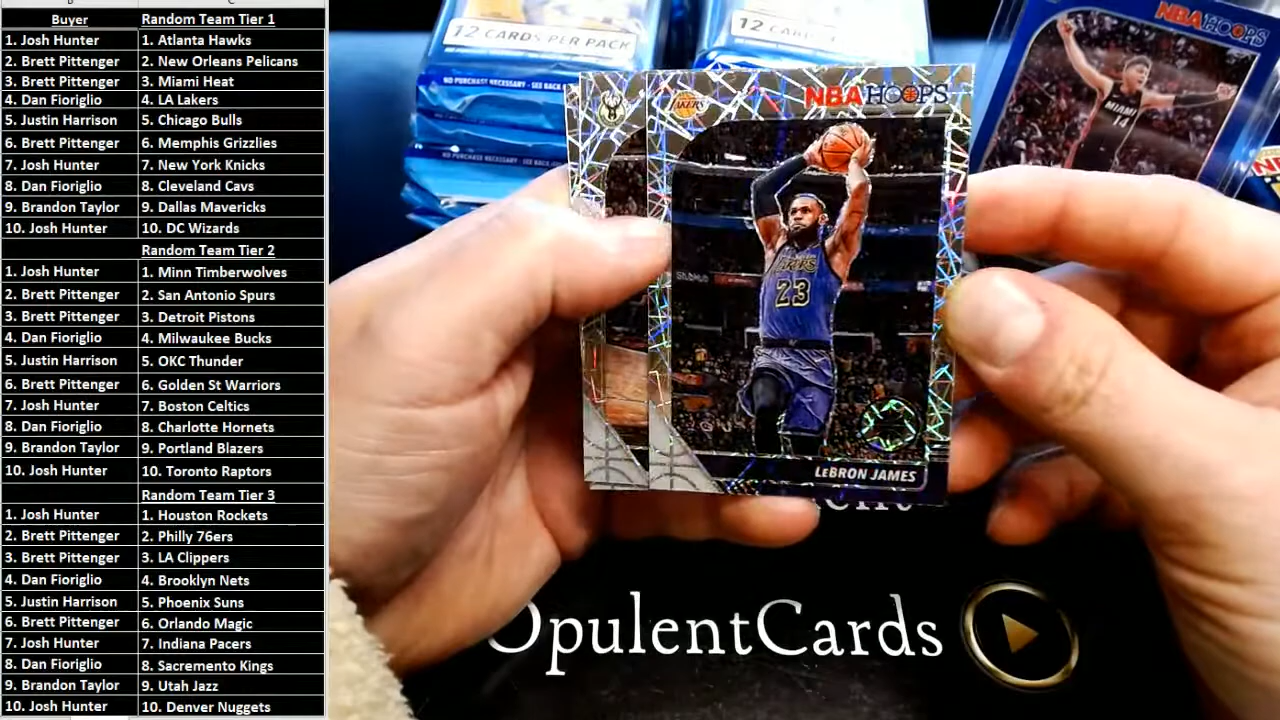 Buyer Random Team Tier 1
1. Josh Hunter 1. Atlanta Hawks
2. Brett Pittenger 2. New Orleans Pelicans
3. Brett Pittenger 3. Miami Heat
4. Dan Fioriglio 4. LA Lakers
5. Justin Harrison 5. Chicago Bulls
6. Brett Pittenger 6. Memphis Grizzlies
7. Josh Hunter 7. New York Knicks
8. Dan Fioriglio 8. Cleveland Cavs
9. Brandon Taylor 9. Dallas Mavericks
10. Josh Hunter 10. DC Wizards
Random Team Tier 2
1. Josh Hunter 1. Minn Timberwolves
2. Brett Pittenger 2. San Antonio Spurs
3. Brett Pittenger 3. Detroit Pistons
4. Dan Fioriglio 4. Milwaukee Bucks
5. Justin Harrison 5. OKC Thunder
6. Brett Pittenger 6. Golden St Warriors
7. Josh Hunter 7. Boston Celtics
8. Dan Fioriglio 8. Charlotte Hornets
9. Brandon Taylor 9. Portland Blazers
10. Josh Hunter 10. Toronto Raptors
Random Team Tier 3
1. Josh Hunter 1. Houston Rockets
2. Brett Pittenger 2. Philly 76ers
3. Brett Pittenger 3. LA Clippers
4. Dan Fioriglio 4. Brooklyn Nets
5. Justin Harrison 5. Phoenix Suns
6. Brett Pittenger 6. Orlando Magic
7. Josh Hunter 7. Indiana Pacers
8. Dan Fioriglio 8. Sacremento Kings
9. Brandon Taylor 9. Utah Jazz
10. Josh Hunter 10. Denver Nuggets
12 CARDS PER PACK
12 CARDS
NO PURCHASE NECESSARY - SEE BACK
NO PURCHASE NECESSARY - SEE BACK
NBA HOOPS
MIAMI
14
LAKERS
NBA HOOPS
LAKERS
23
LeBRON JAMES
OpulentCards